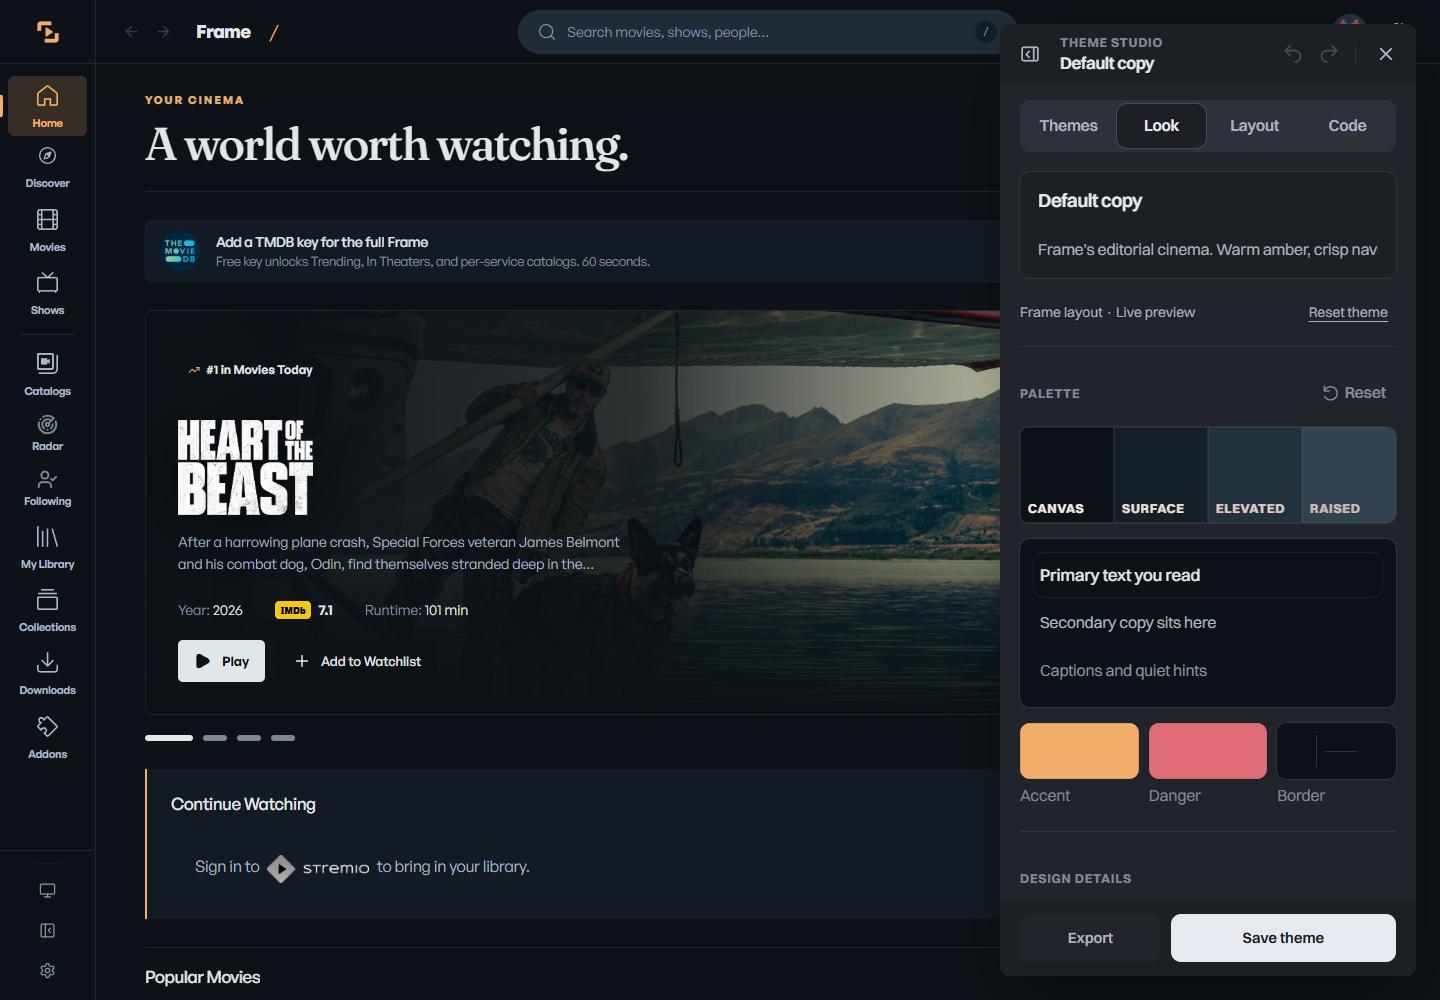 Frame /
Search movies, shows, people...
/
Home
Discover
Movies
Shows
Catalogs
Radar
Following
My Library
Collections
Downloads
Addons
YOUR CINEMA
A world worth watching.
THE MOVIE DB
Add a TMDB key for the full Frame
Free key unlocks Trending, In Theaters, and per-service catalogs. 60 seconds.
#1 in Movies Today
HEART OF
THE
BEAST
After a harrowing plane crash, Special Forces veteran James Belmont
and his combat dog, Odin, find themselves stranded deep in the...
Year: 2026 IMDb 7.1 Runtime: 101 min
Play
Add to Watchlist
Continue Watching
Sign in to stremio to bring in your library.
Popular Movies
THEME STUDIO
Default copy
Themes Look Layout Code
Default copy
Frame's editorial cinema. Warm amber, crisp nav
Frame layout · Live preview Reset theme
PALETTE Reset
CANVAS SURFACE ELEVATED RAISED
Primary text you read
Secondary copy sits here
Captions and quiet hints
Accent Danger Border
DESIGN DETAILS
Export Save theme